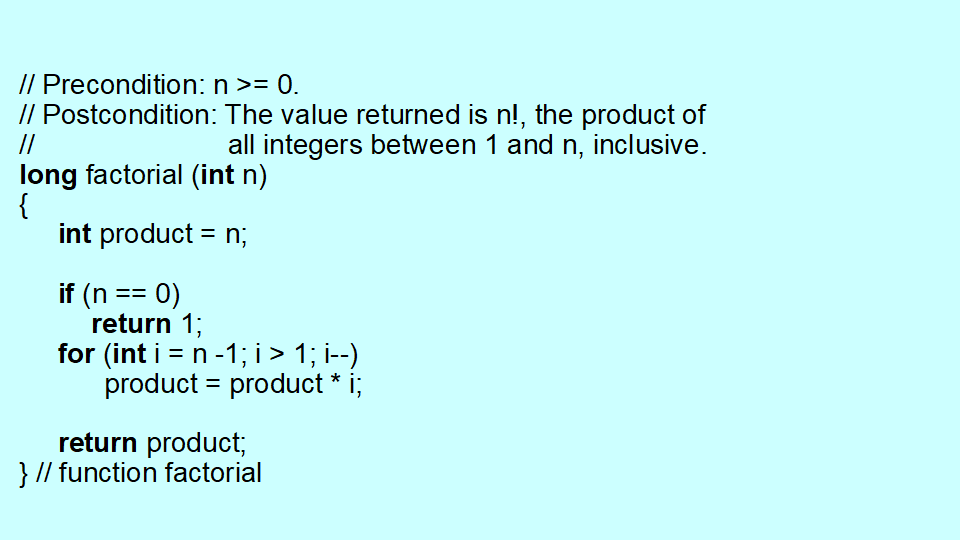 // Precondition: n >= 0.
// Postcondition: The value returned is n!, the product of
// all integers between 1 and n, inclusive.
long factorial (int n)
{
int product = n;
if (n == 0)
return 1;
for (int i = n -1; i > 1; i--)
product = product * i;
return product;
} // function factorial